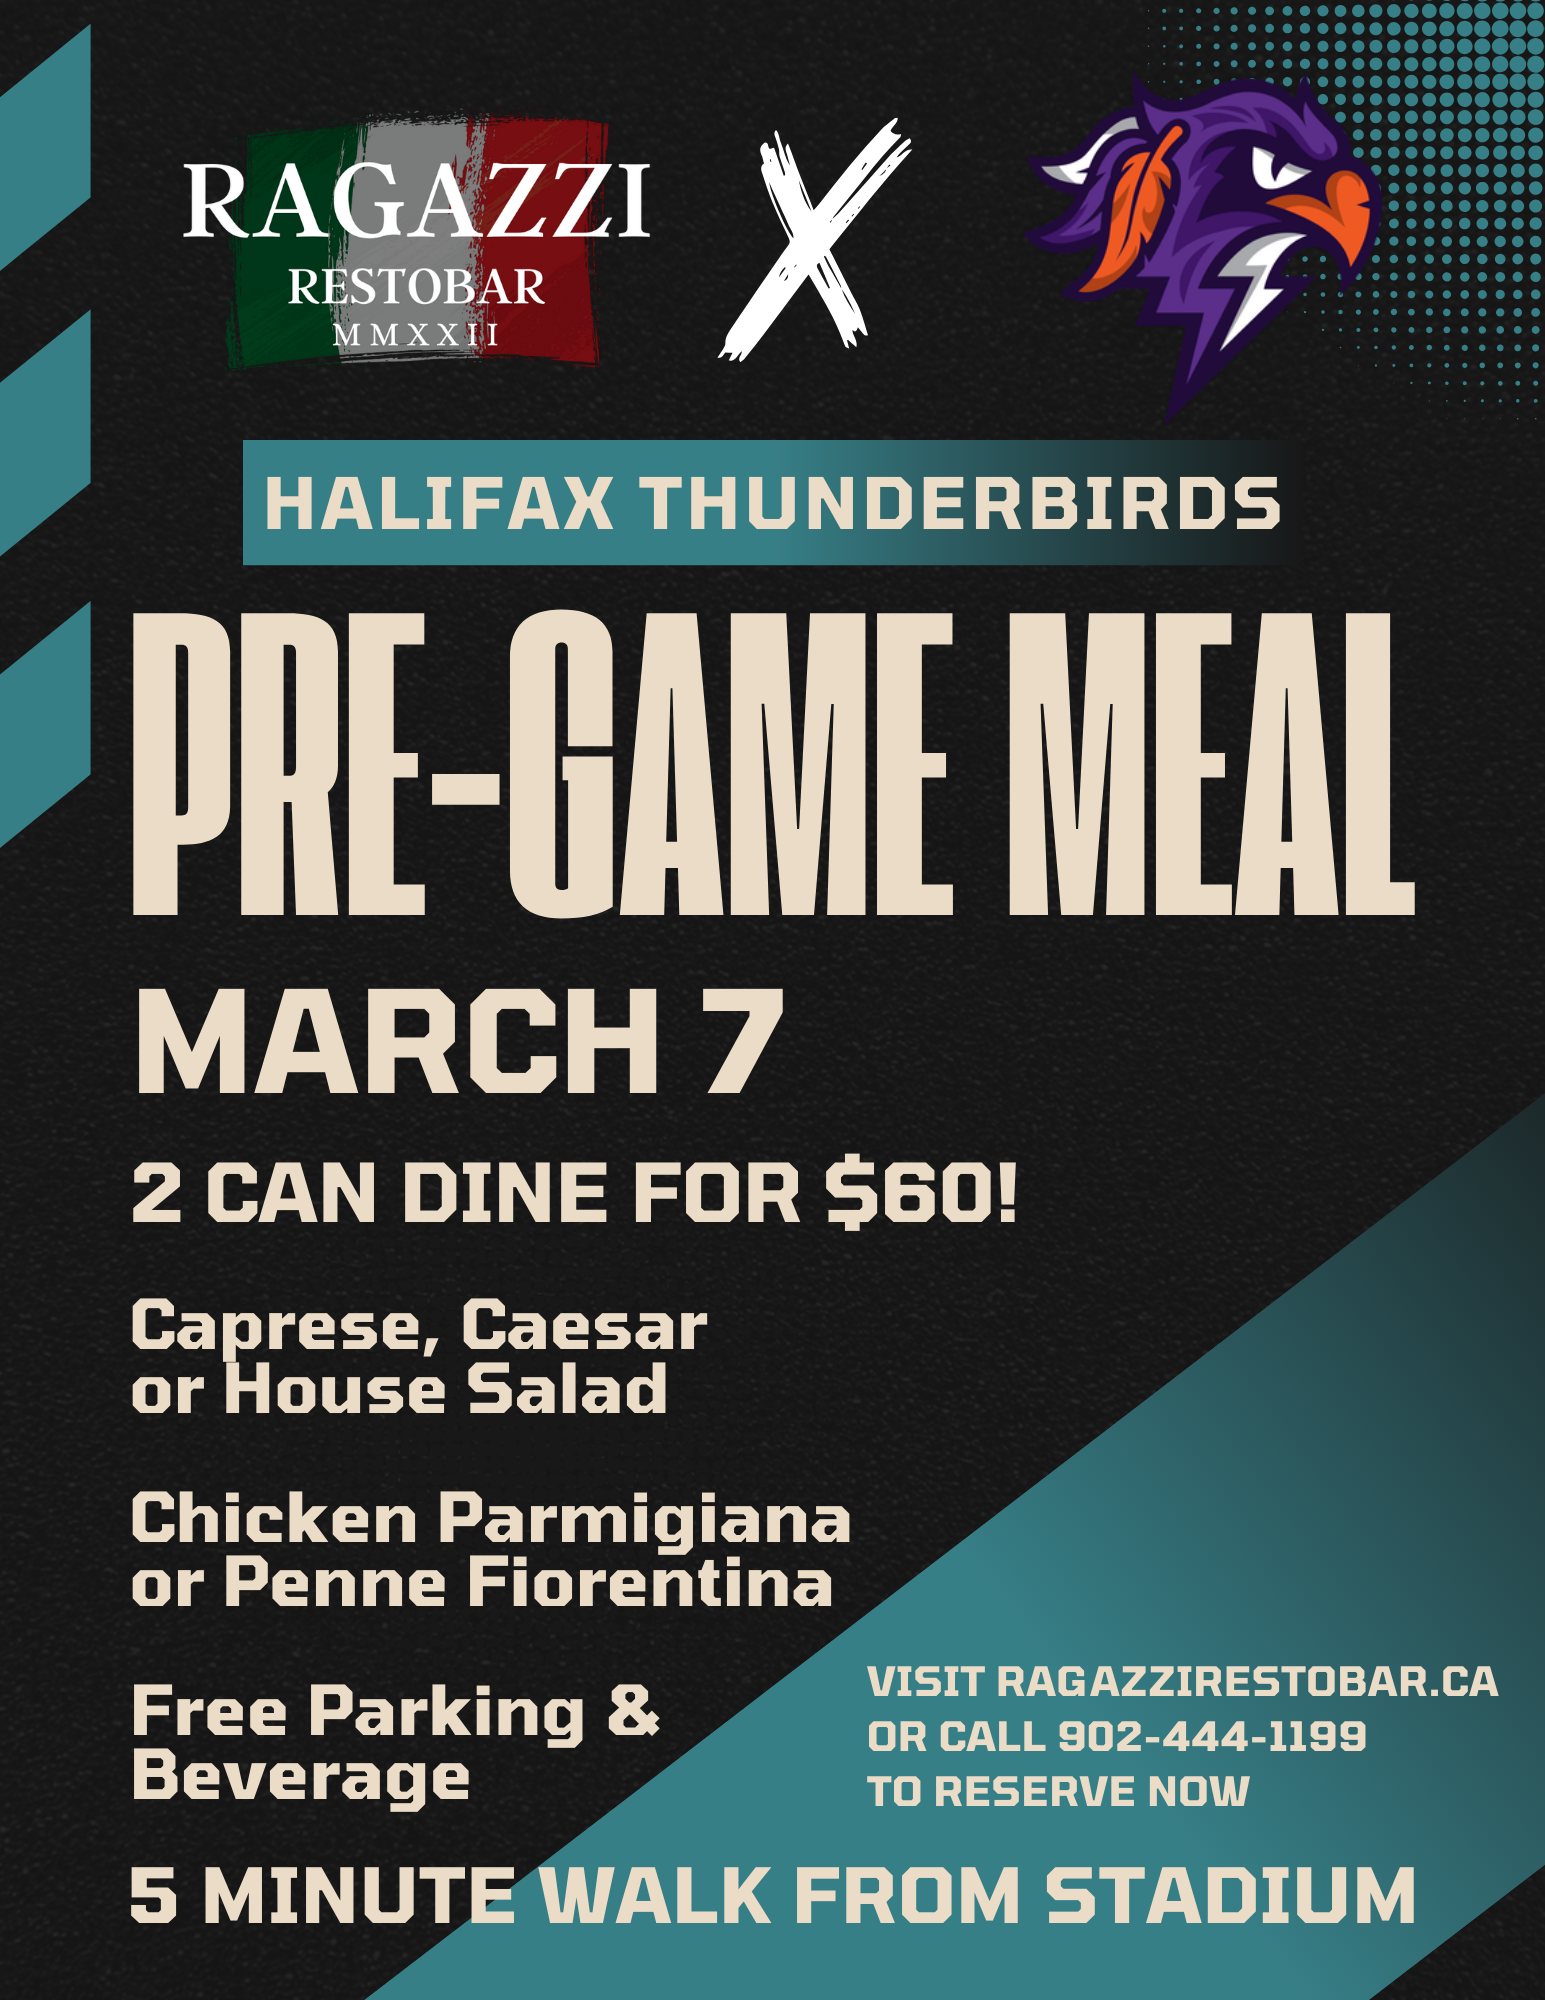 RAGAZZI
RESTOBAR
MMXXII
X
HALIFAX THUNDERBIRDS
PRE-GAME MEAL
MARCH 7
2 CAN DINE FOR $60!
Caprese, Caesar
or House Salad
Chicken Parmigiana
or Penne Fiorentina
Free Parking &
Beverage
VISIT RAGAZZIRESTOBAR.CA
OR CALL 902-444-1199
TO RESERVE NOW
5 MINUTE WALK FROM STADIUM